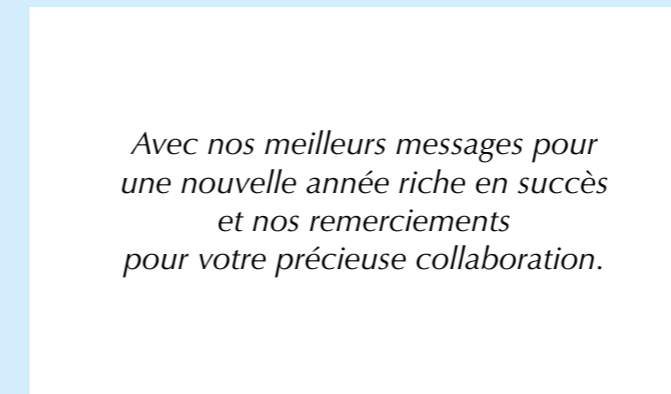 Avec nos meilleurs messages pour
une nouvelle année riche en succès
et nos remerciements
pour votre précieuse collaboration.